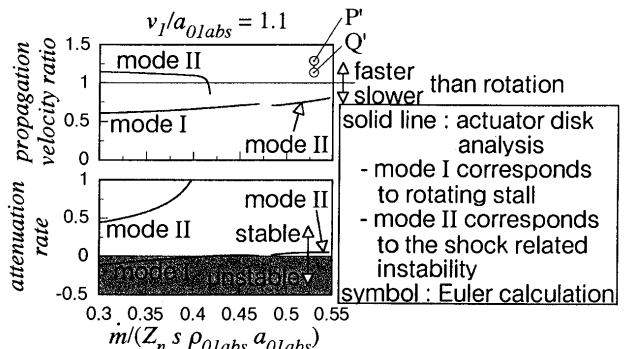 v1/a01abs = 1.1
P'
Q'
propagation
velocity ratio
1.5
1
0.5
0
mode II
mode I
mode II
faster
slower
than rotation
solid line : actuator disk
analysis
- mode I corresponds
to rotating stall
- mode II corresponds
to the shock related
instability
symbol : Euler calculation
attenuation
rate
1
0.5
0
-0.5
mode II
mode II
stable
mode I
unstable
0.3 0.35 0.4 0.45 0.5 0.55
ṁ/(Zn s ρ01abs a01abs)